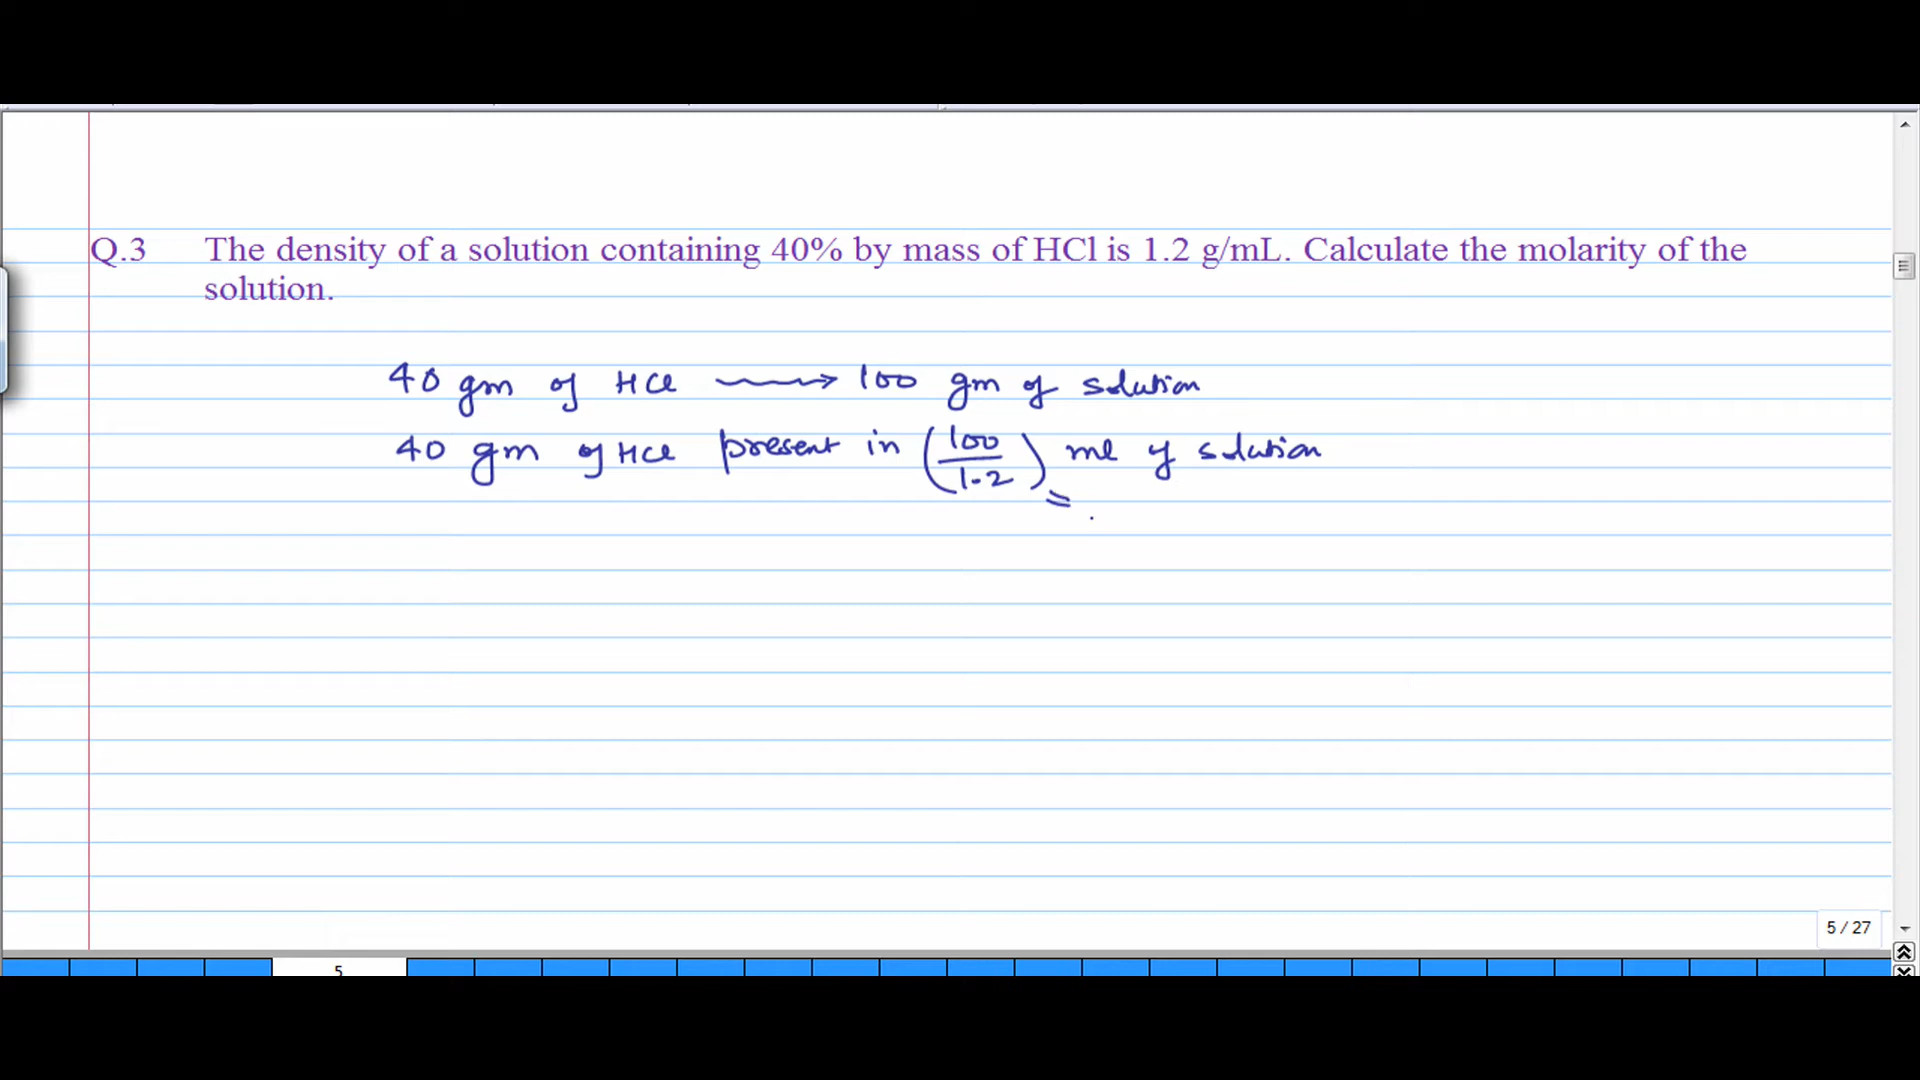 Q.3 The density of a solution containing 40% by mass of HCl is 1.2 g/mL. Calculate the molarity of the
solution.
40 gm of HCl → 100 gm of solution
40 gm of HCl present in (100/1.2) ml of solution
=
5 / 27
5